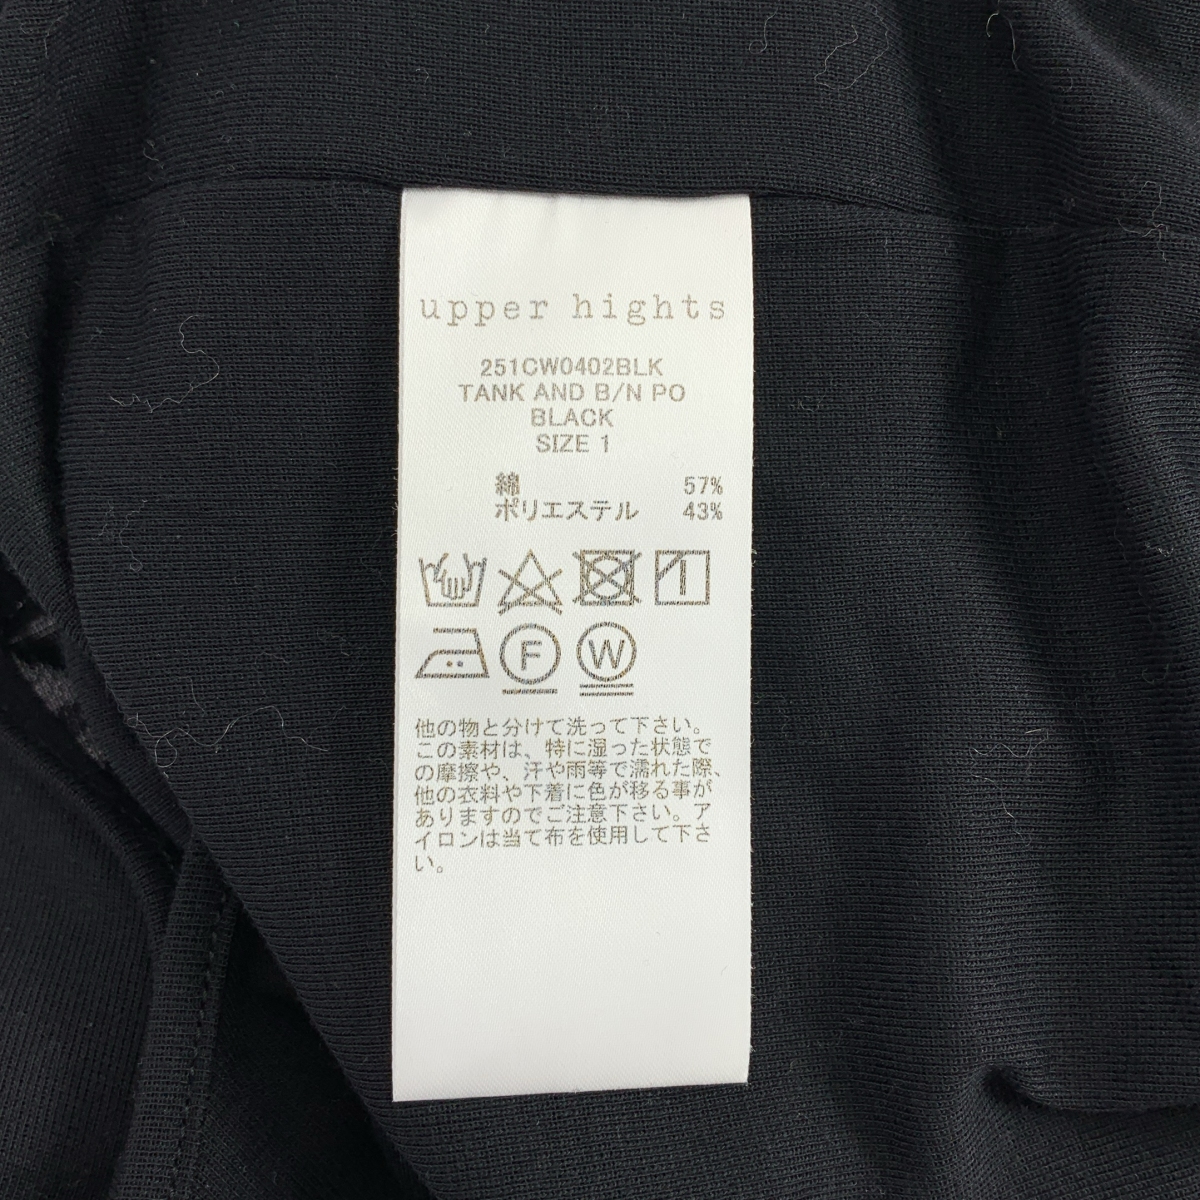 upper hights
251CW0402BLK
TANK AND B/N PO
BLACK
SIZE 1
綿 57%
ポリエステル 43%
F W
他の物と分けて洗って下さい。
この素材は、特に湿った状態で
の摩擦や、汗や雨等で濡れた際、
他の衣料や下着に色が移る事が
ありますのでご注意下さい。ア
イロンは当て布を使用して下さ
い。